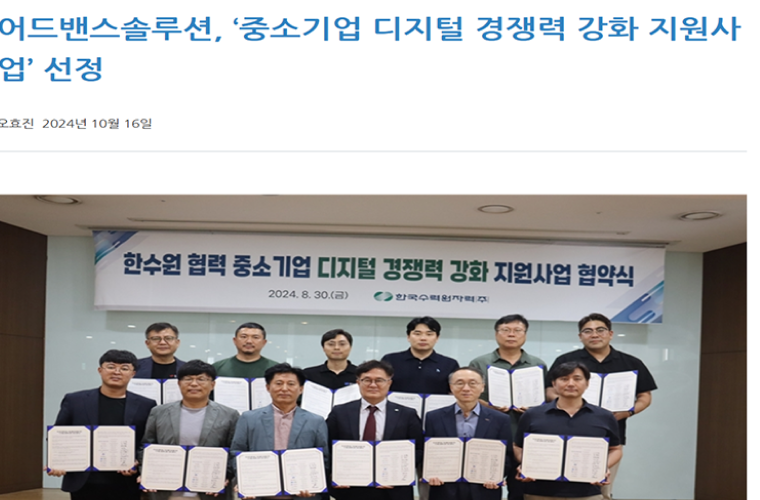 어드밴스솔루션, ‘중소기업 디지털 경쟁력 강화 지원사
업’ 선정
오효진 2024년 10월 16일
한수원 협력 중소기업 디지털 경쟁력 강화 지원사업 협약식
2024. 8. 30.(금) 한국수력원자력(주)